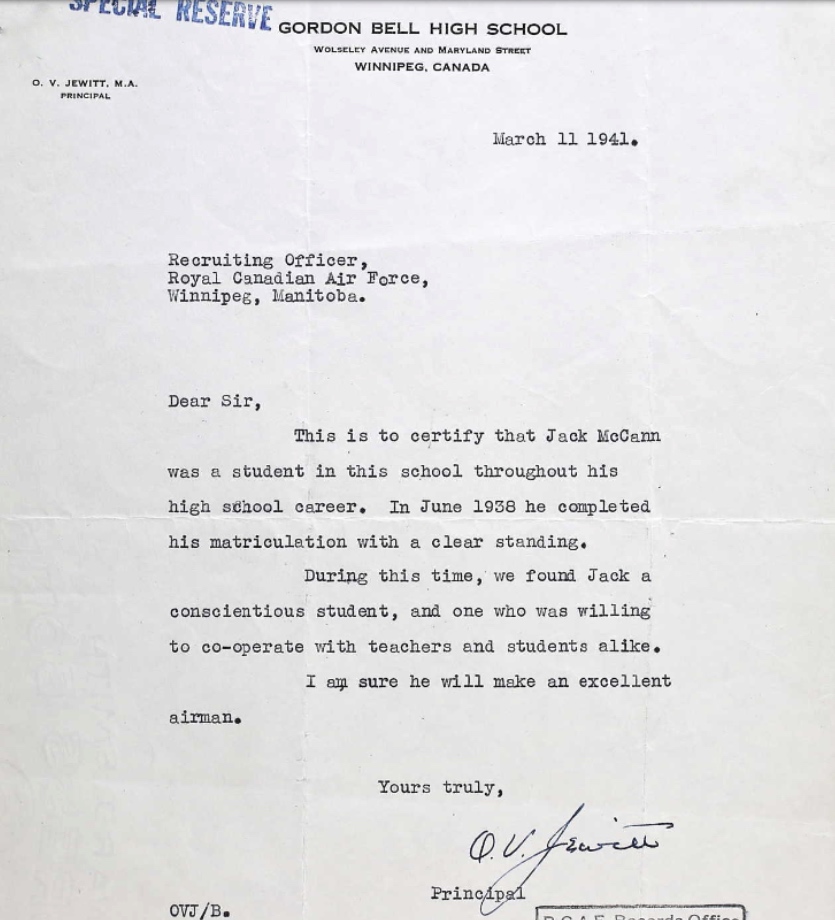 SPECIAL RESERVE
GORDON BELL HIGH SCHOOL
WOLSELEY AVENUE AND MARYLAND STREET
WINNIPEG, CANADA
O. V. JEWITT, M.A.
PRINCIPAL
March 11 1941.
Recruiting Officer,
Royal Canadian Air Force,
Winnipeg, Manitoba.
Dear Sir,
This is to certify that Jack McCann
was a student in this school throughout his
high school career. In June 1938 he completed
his matriculation with a clear standing.
During this time, we found Jack a
conscientious student, and one who was willing
to co-operate with teachers and students alike.
I am sure he will make an excellent
airman.
Yours truly,
O.V. Jewitt
Principal
OVJ/B.
R.C.A.F. Records Office